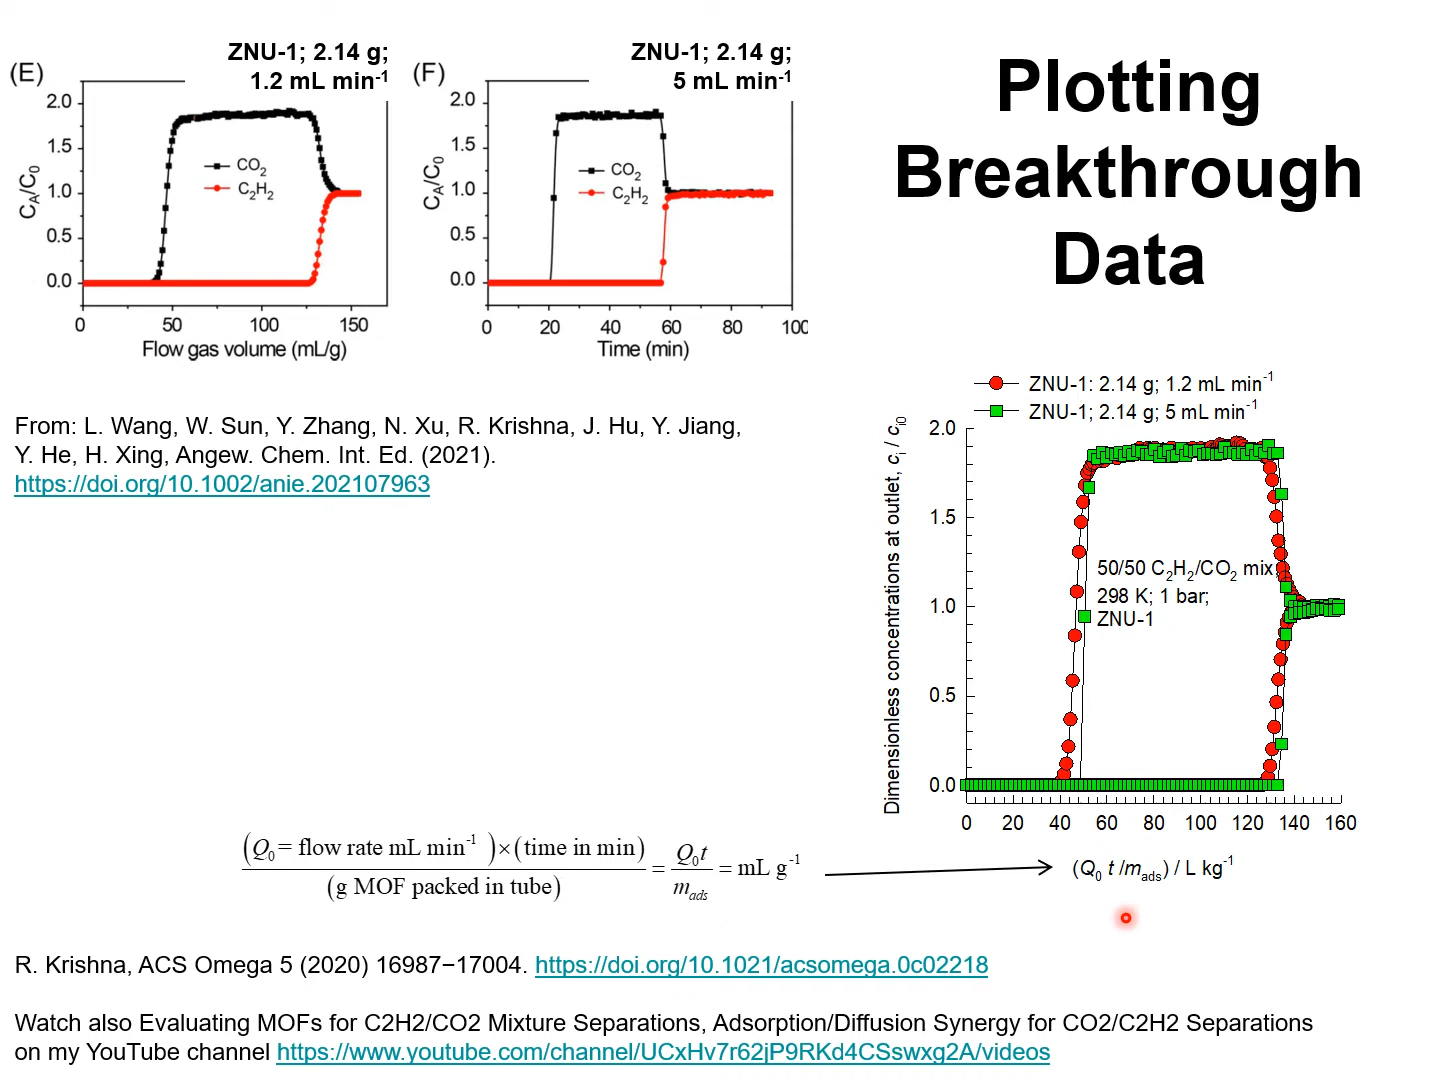 Plotting
Breakthrough
Data
(E)
ZNU-1; 2.14 g;
1.2 mL min-1
2.0
1.5
1.0
0.5
0.0
CA/C0
CO2
C2H2
0 50 100 150
Flow gas volume (mL/g)
(F)
ZNU-1; 2.14 g;
5 mL min-1
2.0
1.5
1.0
0.5
0.0
CA/C0
CO2
C2H2
0 20 40 60 80 100
Time (min)
From: L. Wang, W. Sun, Y. Zhang, N. Xu, R. Krishna, J. Hu, Y. Jiang,
Y. He, H. Xing, Angew. Chem. Int. Ed. (2021).
https://doi.org/10.1002/anie.202107963
ZNU-1: 2.14 g; 1.2 mL min-1
ZNU-1; 2.14 g; 5 mL min-1
Dimensionless concentrations at outlet, ci / ci0
2.0
1.5
1.0
0.5
0.0
50/50 C2H2/CO2 mix
298 K; 1 bar;
ZNU-1
0 20 40 60 80 100 120 140 160
(Q0 t /mads) / L kg-1
(Q0 = flow rate mL min-1 )×(time in min)
(g MOF packed in tube)
= Q0t / mads = mL g-1
R. Krishna, ACS Omega 5 (2020) 16987−17004. https://doi.org/10.1021/acsomega.0c02218
Watch also Evaluating MOFs for C2H2/CO2 Mixture Separations, Adsorption/Diffusion Synergy for CO2/C2H2 Separations
on my YouTube channel https://www.youtube.com/channel/UCxHv7r62jP9RKd4CSswxg2A/videos